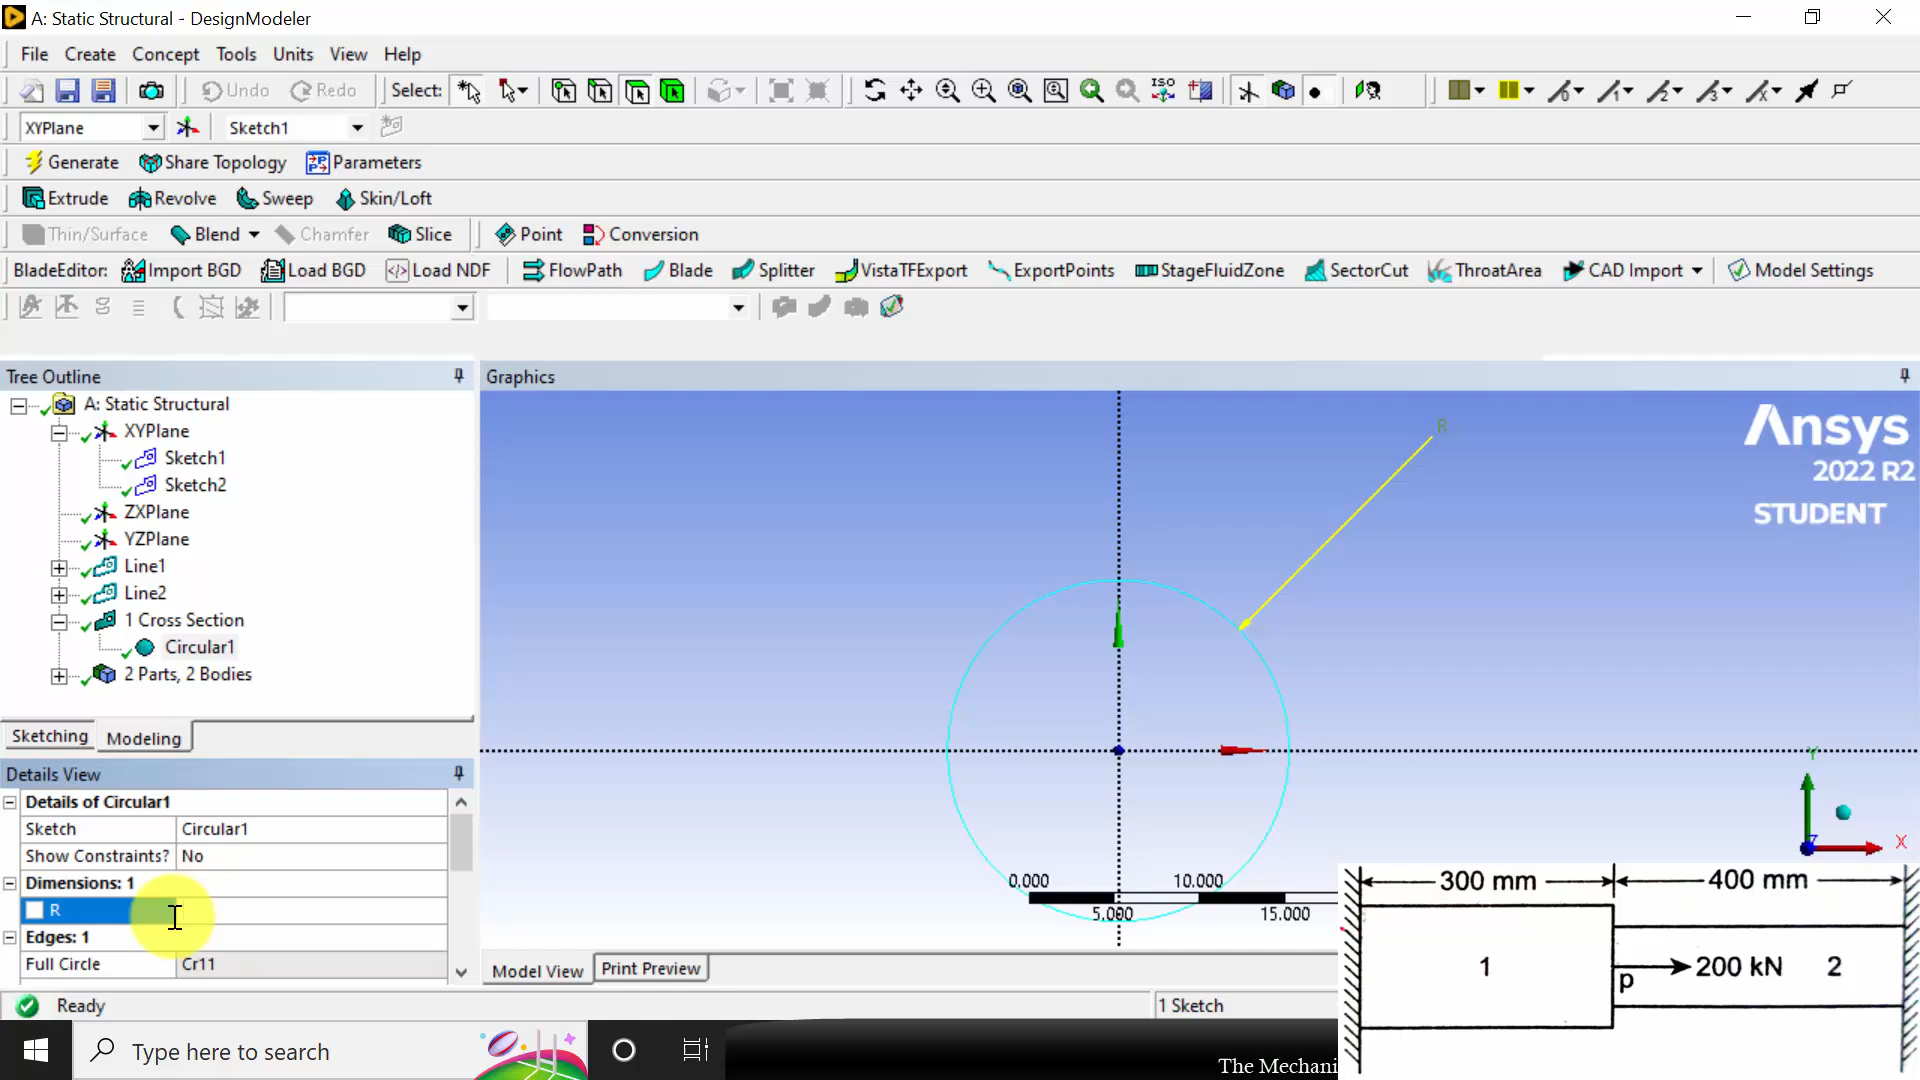 A: Static Structural - DesignModeler
File Create Concept Tools Units View Help
Undo Redo Select: ISO
XYPlane Sketch1
Generate Share Topology Parameters
Extrude Revolve Sweep Skin/Loft
Thin/Surface Blend Chamfer Slice Point Conversion
BladeEditor: Import BGD Load BGD Load NDF FlowPath Blade Splitter VistaTFExport ExportPoints StageFluidZone SectorCut ThroatArea CAD Import Model Settings
Tree Outline
A: Static Structural
XYPlane
Sketch1
Sketch2
ZXPlane
YZPlane
Line1
Line2
1 Cross Section
Circular1
2 Parts, 2 Bodies
Sketching Modeling
Details View
Details of Circular1
Sketch Circular1
Show Constraints? No
Dimensions: 1
R
Edges: 1
Full Circle Cr11
Graphics
R
Ansys
2022 R2
STUDENT
Y
X
Z
0.000 10.000
5.000 15.000
Model View Print Preview
Ready 1 Sketch
300 mm 400 mm
1 p 200 kN 2
Type here to search
The Mechani